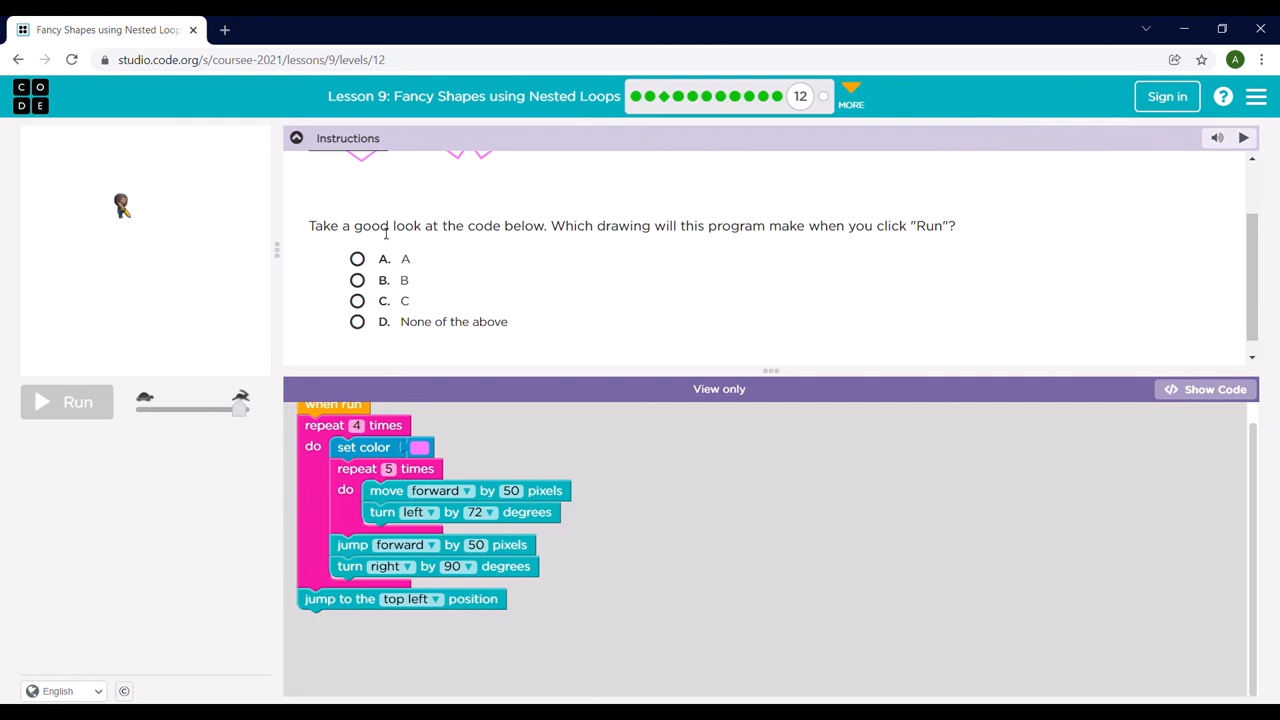 Fancy Shapes using Nested Loop
studio.code.org/s/coursee-2021/lessons/9/levels/12
A
C O
D E
Lesson 9: Fancy Shapes using Nested Loops
12
MORE
Sign in
?
Instructions
Take a good look at the code below. Which drawing will this program make when you click "Run"?
A. A
B. B
C. C
D. None of the above
Run
View only
Show Code
when run
repeat 4 times
do set color
repeat 5 times
do move forward by 50 pixels
turn left by 72 degrees
jump forward by 50 pixels
turn right by 90 degrees
jump to the top left position
English
©